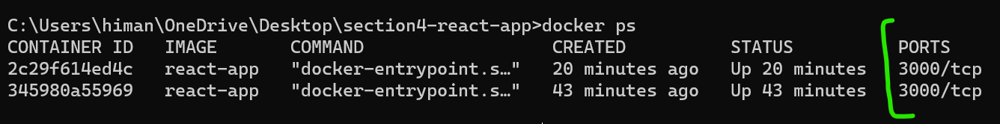 C:\Users\himan\OneDrive\Desktop\section4-react-app>docker ps
CONTAINER ID   IMAGE       COMMAND                  CREATED          STATUS          PORTS
2c29f614ed4c   react-app   "docker-entrypoint.s…"   20 minutes ago   Up 20 minutes   3000/tcp
345980a55969   react-app   "docker-entrypoint.s…"   43 minutes ago   Up 43 minutes   3000/tcp